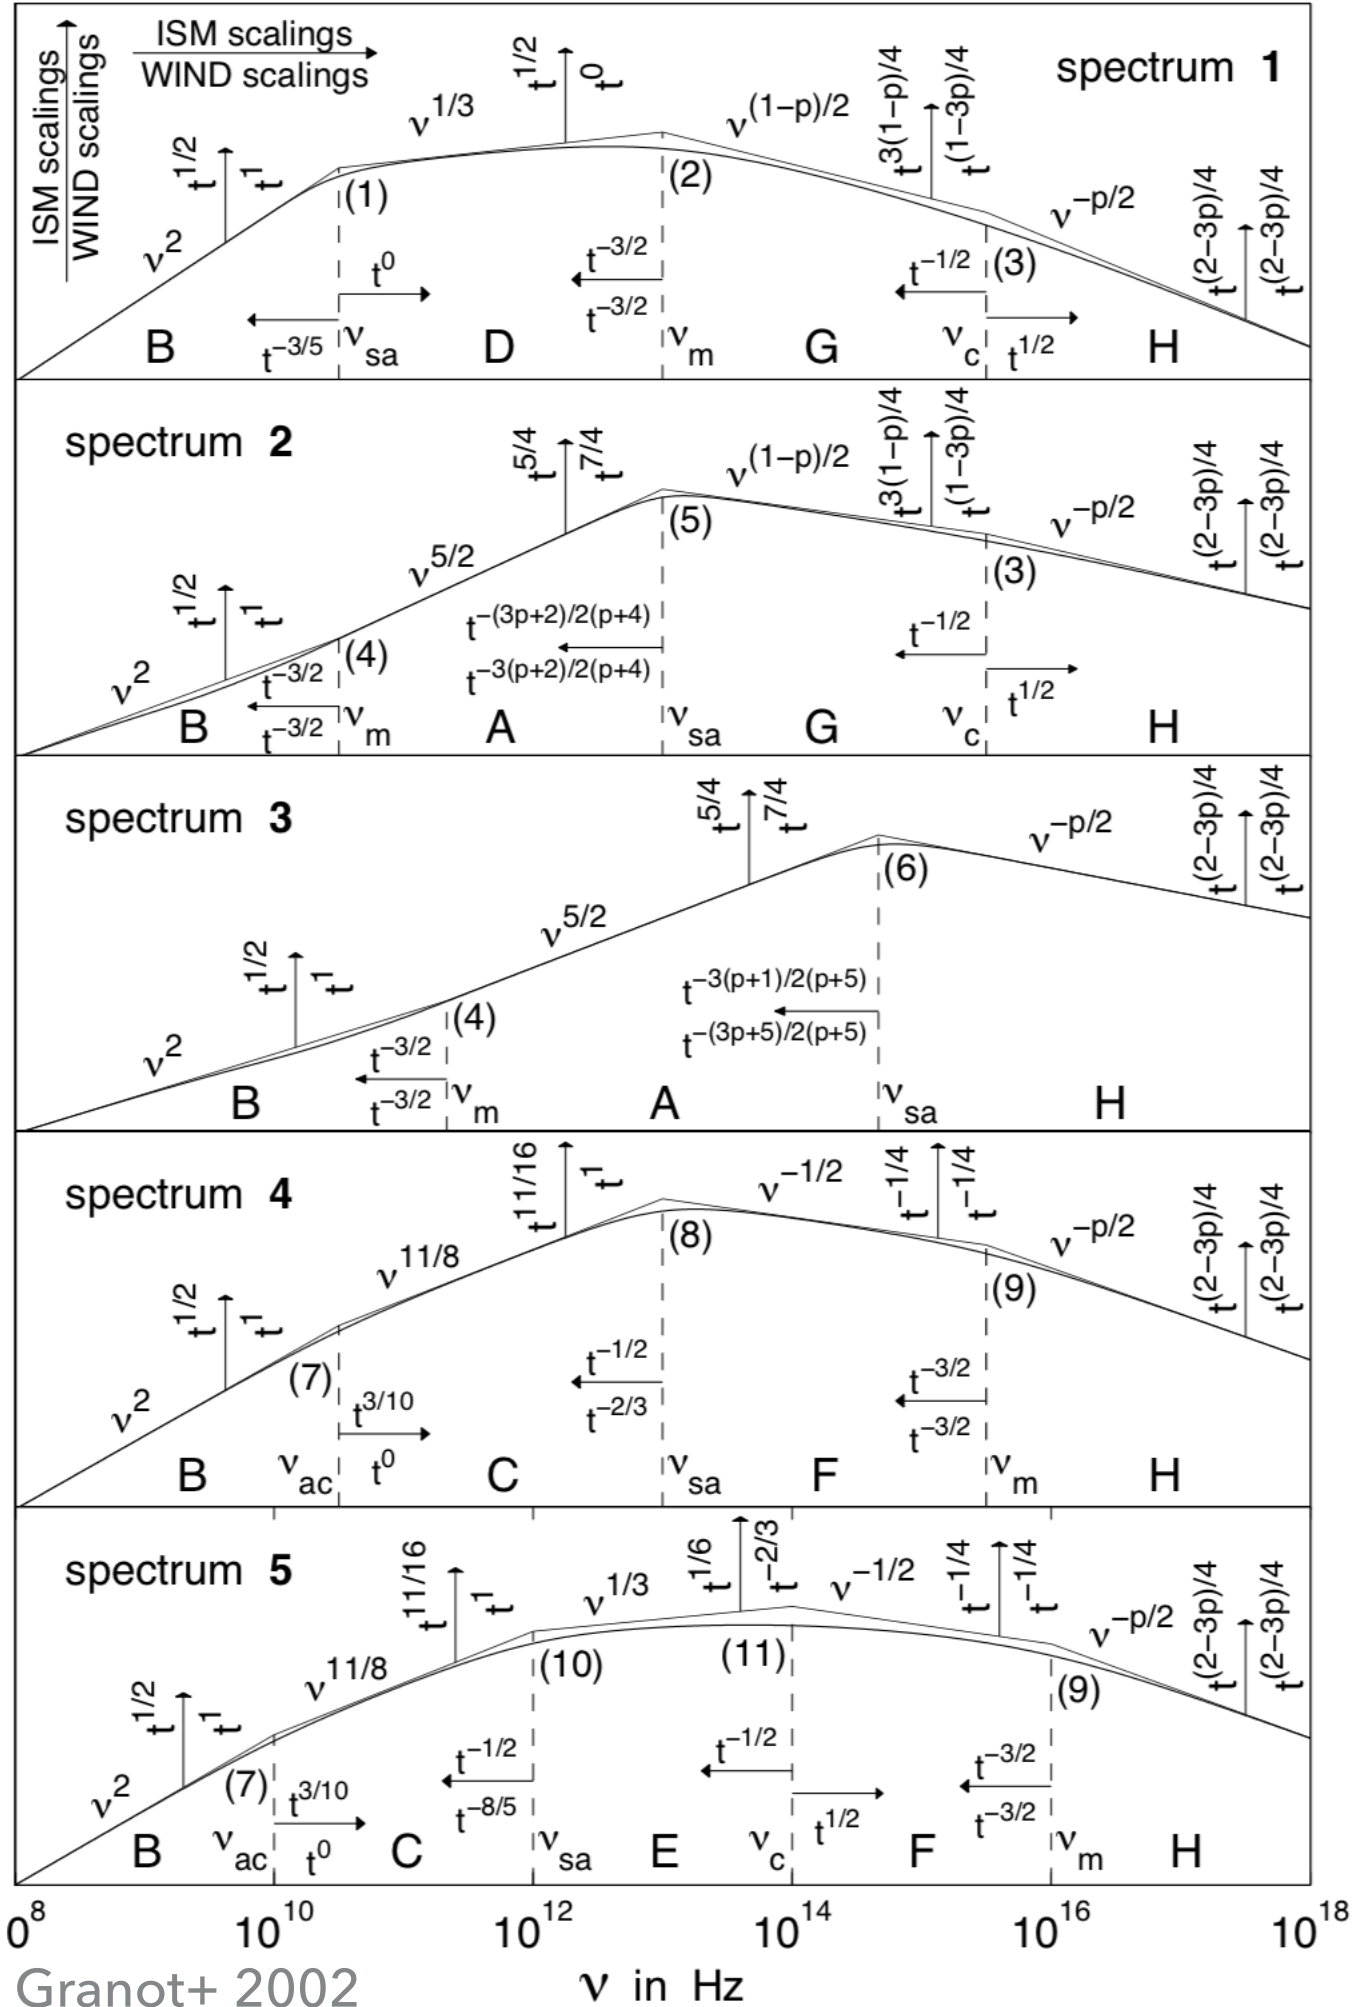 ISM scalings
WIND scalings
ISM scalings
WIND scalings
spectrum 1
ν^2
t^{1/2}
t^1
ν^{1/3}
t^{1/2}
t^0
ν^{(1−p)/2}
t^{3(1−p)/4}
t^{(1−3p)/4}
ν^{−p/2}
t^{(2−3p)/4}
t^{(2−3p)/4}
(1)
(2)
(3)
t^0
t^{−3/5}
t^{−3/2}
t^{−3/2}
t^{−1/2}
t^{1/2}
B ν_sa D ν_m G ν_c H
spectrum 2
ν^2
t^{1/2}
t^1
ν^{5/2}
t^{5/4}
t^{7/4}
ν^{(1−p)/2}
t^{3(1−p)/4}
t^{(1−3p)/4}
ν^{−p/2}
t^{(2−3p)/4}
t^{(2−3p)/4}
(4)
(5)
(3)
t^{−3/2}
t^{−3/2}
t^{−(3p+2)/2(p+4)}
t^{−3(p+2)/2(p+4)}
t^{−1/2}
t^{1/2}
B ν_m A ν_sa G ν_c H
spectrum 3
ν^2
t^{1/2}
t^1
ν^{5/2}
t^{5/4}
t^{7/4}
ν^{−p/2}
t^{(2−3p)/4}
t^{(2−3p)/4}
(4)
(6)
t^{−3/2}
t^{−3/2}
t^{−3(p+1)/2(p+5)}
t^{−(3p+5)/2(p+5)}
B ν_m A ν_sa H
spectrum 4
ν^2
t^{1/2}
t^1
ν^{11/8}
t^{11/16}
t^1
ν^{−1/2}
t^{−1/4}
t^{−1/4}
ν^{−p/2}
t^{(2−3p)/4}
t^{(2−3p)/4}
(7)
(8)
(9)
t^{3/10}
t^0
t^{−1/2}
t^{−2/3}
t^{−3/2}
t^{−3/2}
B ν_ac C ν_sa F ν_m H
spectrum 5
ν^2
t^{1/2}
t^1
ν^{11/8}
t^{11/16}
t^1
ν^{1/3}
t^{1/6}
t^{−2/3}
ν^{−1/2}
t^{−1/4}
t^{−1/4}
ν^{−p/2}
t^{(2−3p)/4}
t^{(2−3p)/4}
(7)
(10)
(11)
(9)
t^{3/10}
t^0
t^{−1/2}
t^{−8/5}
t^{−1/2}
t^{1/2}
t^{−3/2}
t^{−3/2}
B ν_ac C ν_sa E ν_c F ν_m H
0^8 10^{10} 10^{12} 10^{14} 10^{16} 10^{18}
ν in Hz
Granot+ 2002